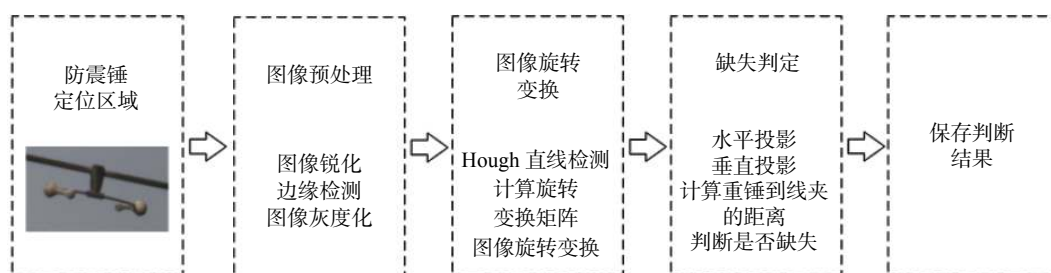 防震锤
定位区域
图像预处理
图像锐化
边缘检测
图像灰度化
图像旋转
变换
Hough 直线检测
计算旋转
变换矩阵
图像旋转变换
缺失判定
水平投影
垂直投影
计算重锤到线夹
的距离
判断是否缺失
保存判断
结果